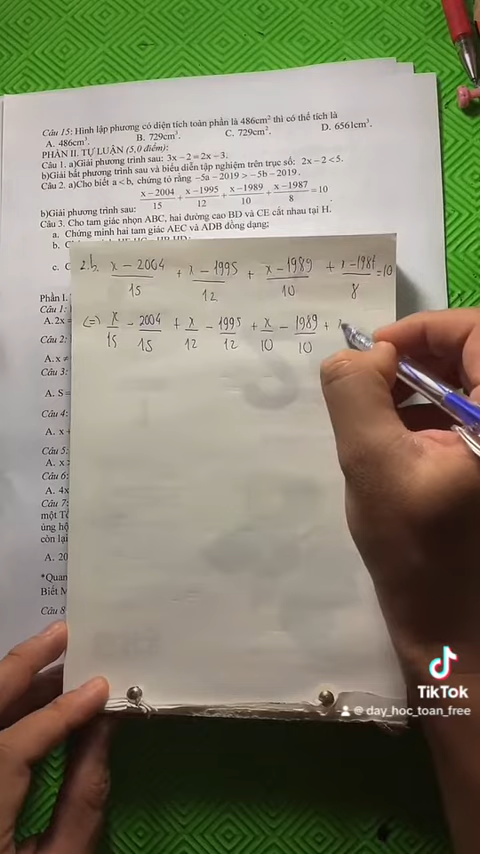 Câu 15: Hình lập phương có diện tích toàn phần là 486cm² thì có thể tích là
A. 486cm³. B. 729cm³. C. 729cm². D. 6561cm³.
PHẦN II. TỰ LUẬN (5,0 điểm):
Câu 1. a)Giải phương trình sau: 3x − 2 = 2x − 3.
b)Giải bất phương trình sau và biểu diễn tập nghiệm trên trục số: 2x − 2 < 5.
Câu 2. a)Cho biết a < b, chứng tỏ rằng −5a − 2019 > −5b − 2019.
b)Giải phương trình sau: (x−2004)/15 + (x−1995)/12 + (x−1989)/10 + (x−1987)/8 = 10
Câu 3. Cho tam giác nhọn ABC, hai đường cao BD và CE cắt nhau tại H.
a. Chứng minh hai tam giác AEC và ADB đồng dạng;
b. C
c. C
2.b. (x − 2004)/15 + (x − 1995)/12 + (x − 1989)/10 + (x − 1987)/8 = 10
(=) x/15 − 2004/15 + x/12 − 1995/12 + x/10 − 1989/10 +
Phần I.
Câu 1:
A. 2x
Câu 2:
A. x ≠
Câu 3:
A. S =
Câu 4:
A. x
Câu 5:
A. x
Câu 6:
A. 4x
Câu 7:
một
ủng hộ
còn lại
A. 20
*Quan
Biết
Câu 8
TikTok
@day_hoc_toan_free